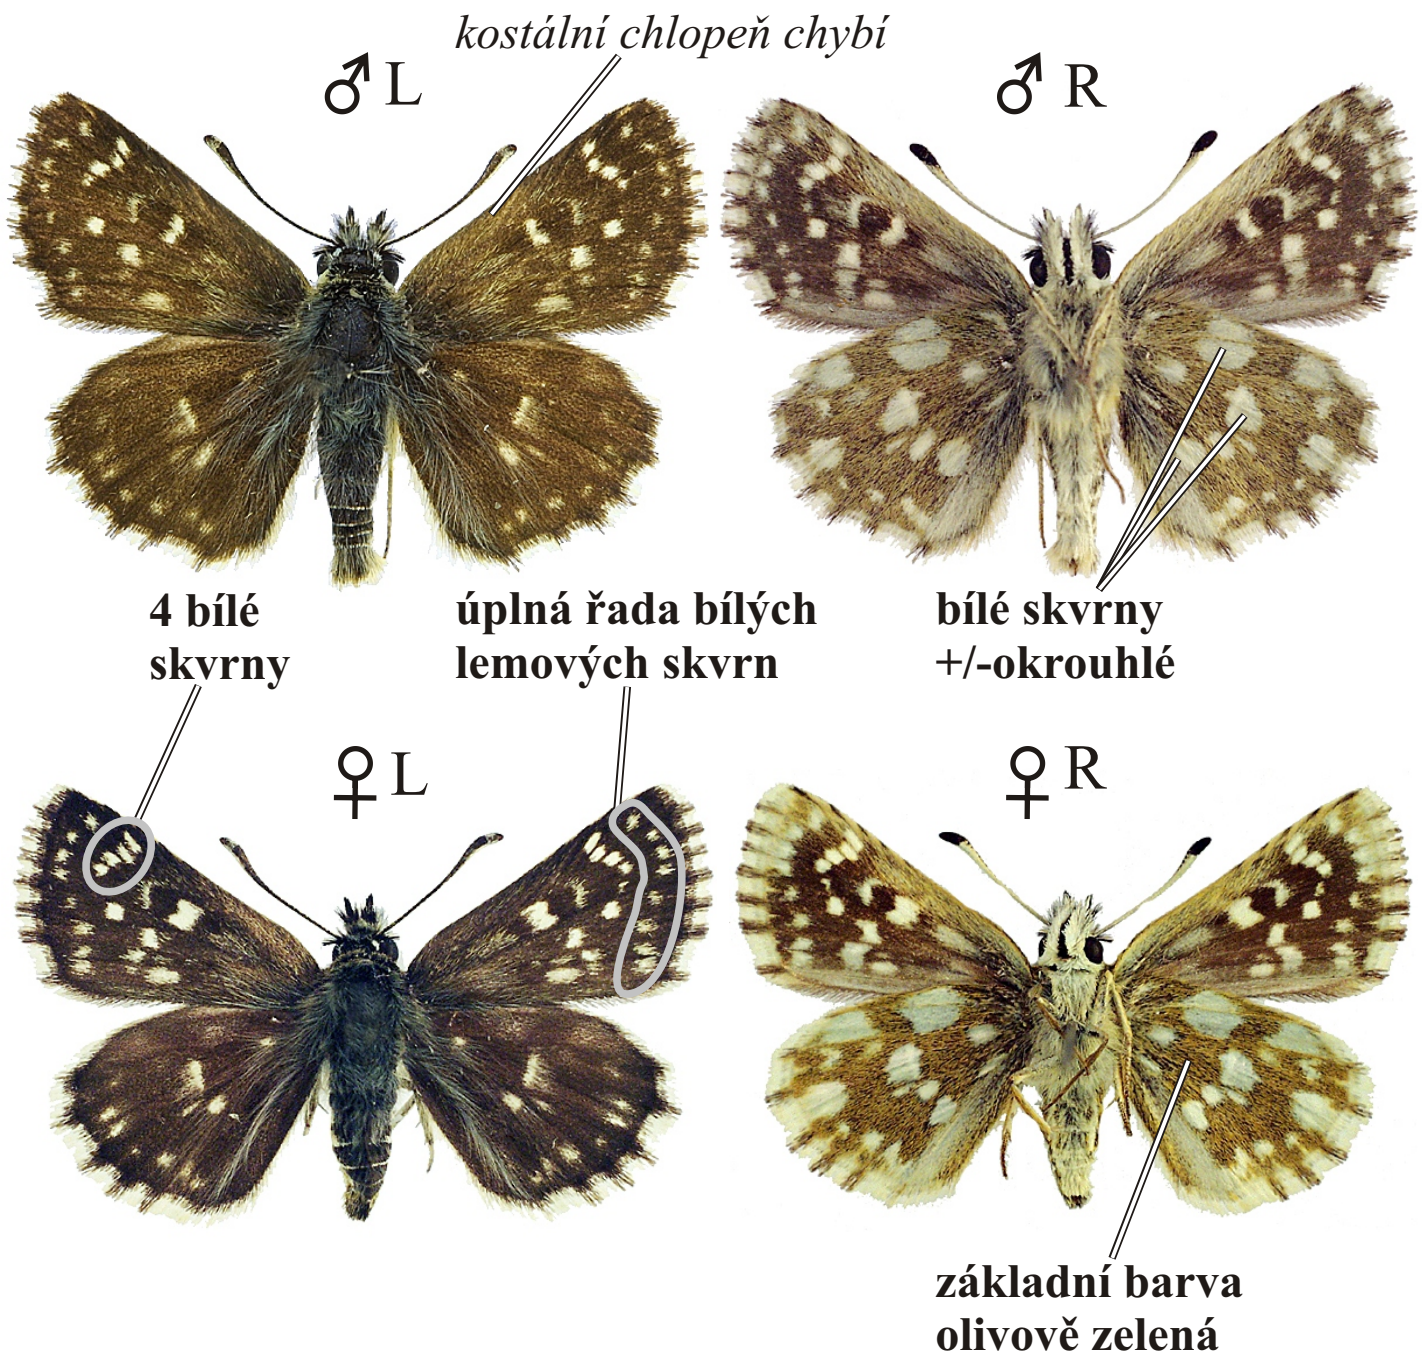 kostální chlopeň chybí
♂ L
♂ R
4 bílé
skvrny
úplná řada bílých
lemových skvrn
bílé skvrny
+/-okrouhlé
♀ L
♀ R
základní barva
olivově zelená